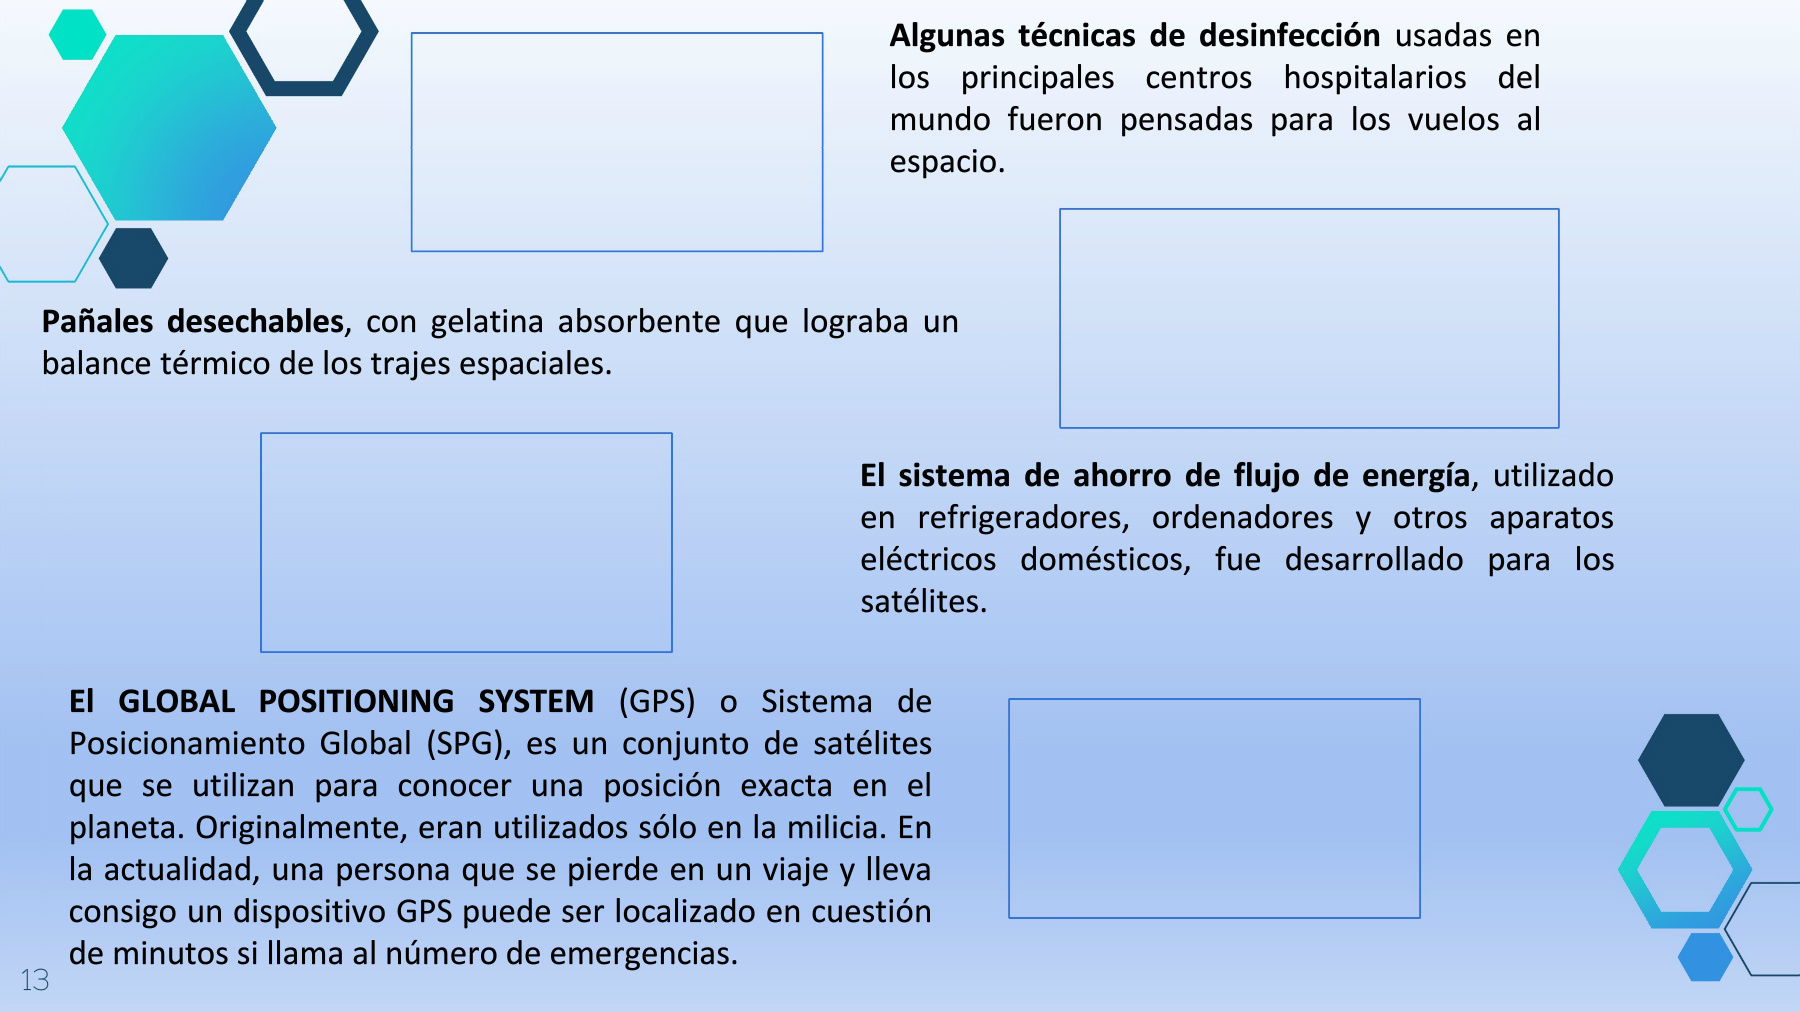 Algunas técnicas de desinfección usadas en
los principales centros hospitalarios del
mundo fueron pensadas para los vuelos al
espacio.
Pañales desechables, con gelatina absorbente que lograba un
balance térmico de los trajes espaciales.
El sistema de ahorro de flujo de energía, utilizado
en refrigeradores, ordenadores y otros aparatos
eléctricos domésticos, fue desarrollado para los
satélites.
El GLOBAL POSITIONING SYSTEM (GPS) o Sistema de
Posicionamiento Global (SPG), es un conjunto de satélites
que se utilizan para conocer una posición exacta en el
planeta. Originalmente, eran utilizados sólo en la milicia. En
la actualidad, una persona que se pierde en un viaje y lleva
consigo un dispositivo GPS puede ser localizado en cuestión
de minutos si llama al número de emergencias.
13